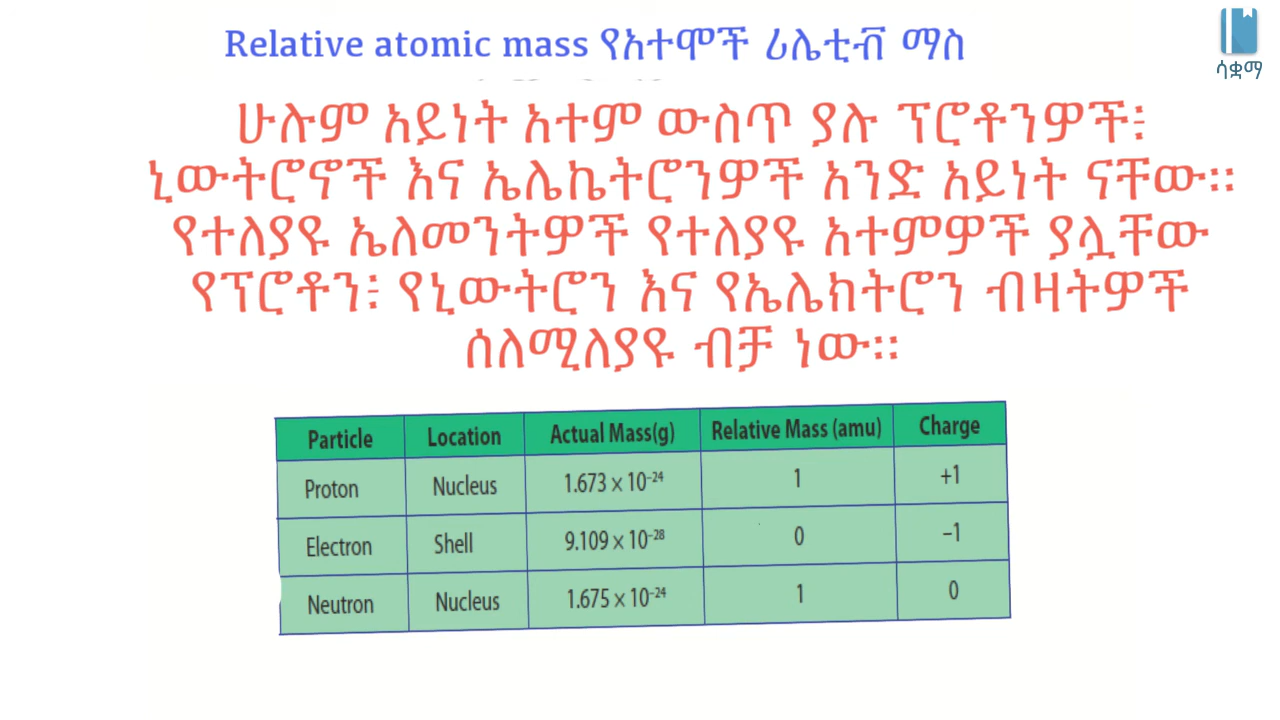 Relative atomic mass የአተሞች ሪሌቲቭ ማስ
ሳቋማ
ሁሉም አይነት አተም ውስጥ ያሉ ፕሮቶንዎች፤
ኒውትሮኖች እና ኤሌኬትሮንዎች አንድ አይነት ናቸው።
የተለያዩ ኤለመንትዎች የተለያዩ አተምዎች ያሏቸው
የፕሮቶን፤ የኒውትሮን እና የኤሌክትሮን ብዛትዎች
ሰለሚለያዩ ብቻ ነው።
Particle Location Actual Mass(g) Relative Mass (amu) Charge
Proton Nucleus 1.673 × 10⁻²⁴ 1 +1
Electron Shell 9.109 × 10⁻²⁸ 0 −1
Neutron Nucleus 1.675 × 10⁻²⁴ 1 0